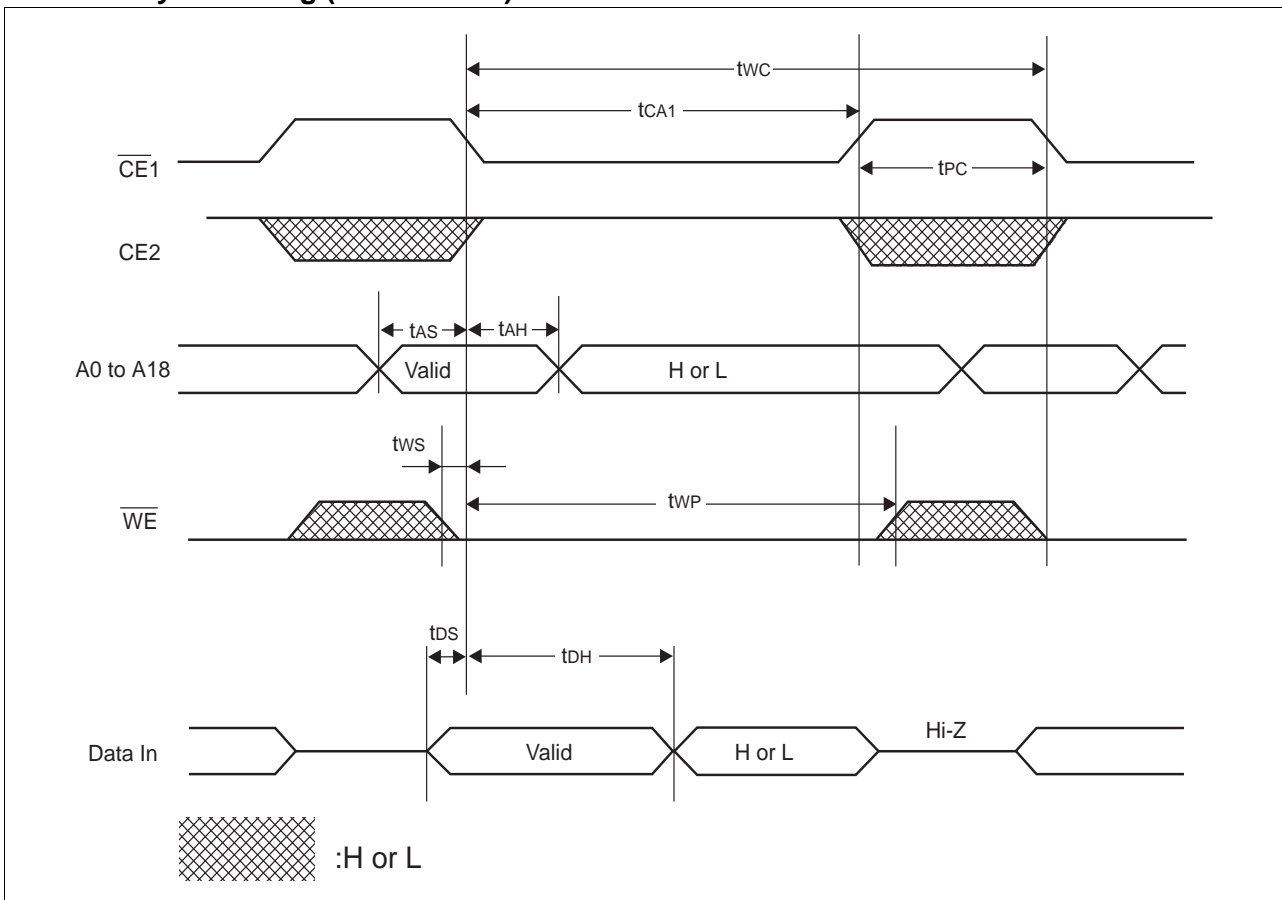 tWC
tCA1
CE1
tPC
CE2
tAS
tAH
A0 to A18
Valid
H or L
tWS
tWP
WE
tDS
tDH
Hi-Z
Data In
Valid
H or L
:H or L